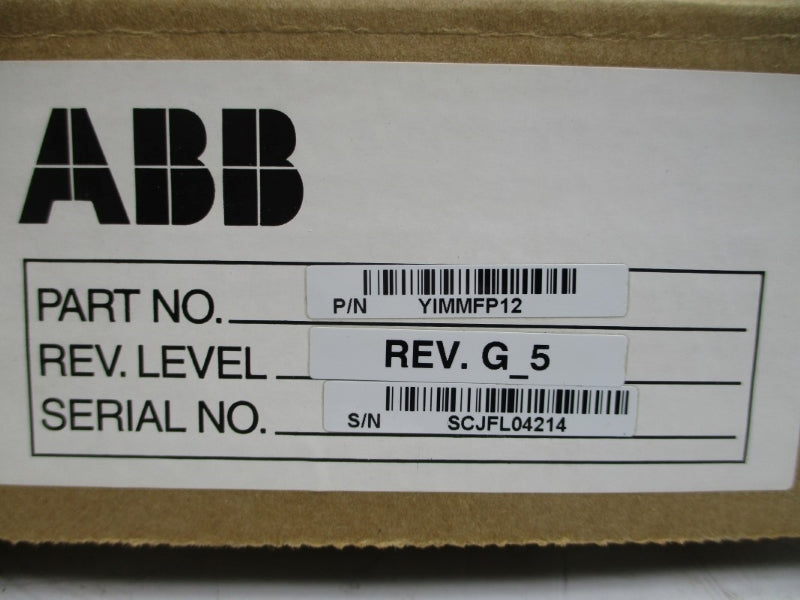 ABB
PART NO. P/N YIMMFP12
REV. LEVEL REV. G_5
SERIAL NO. S/N SCJFL04214